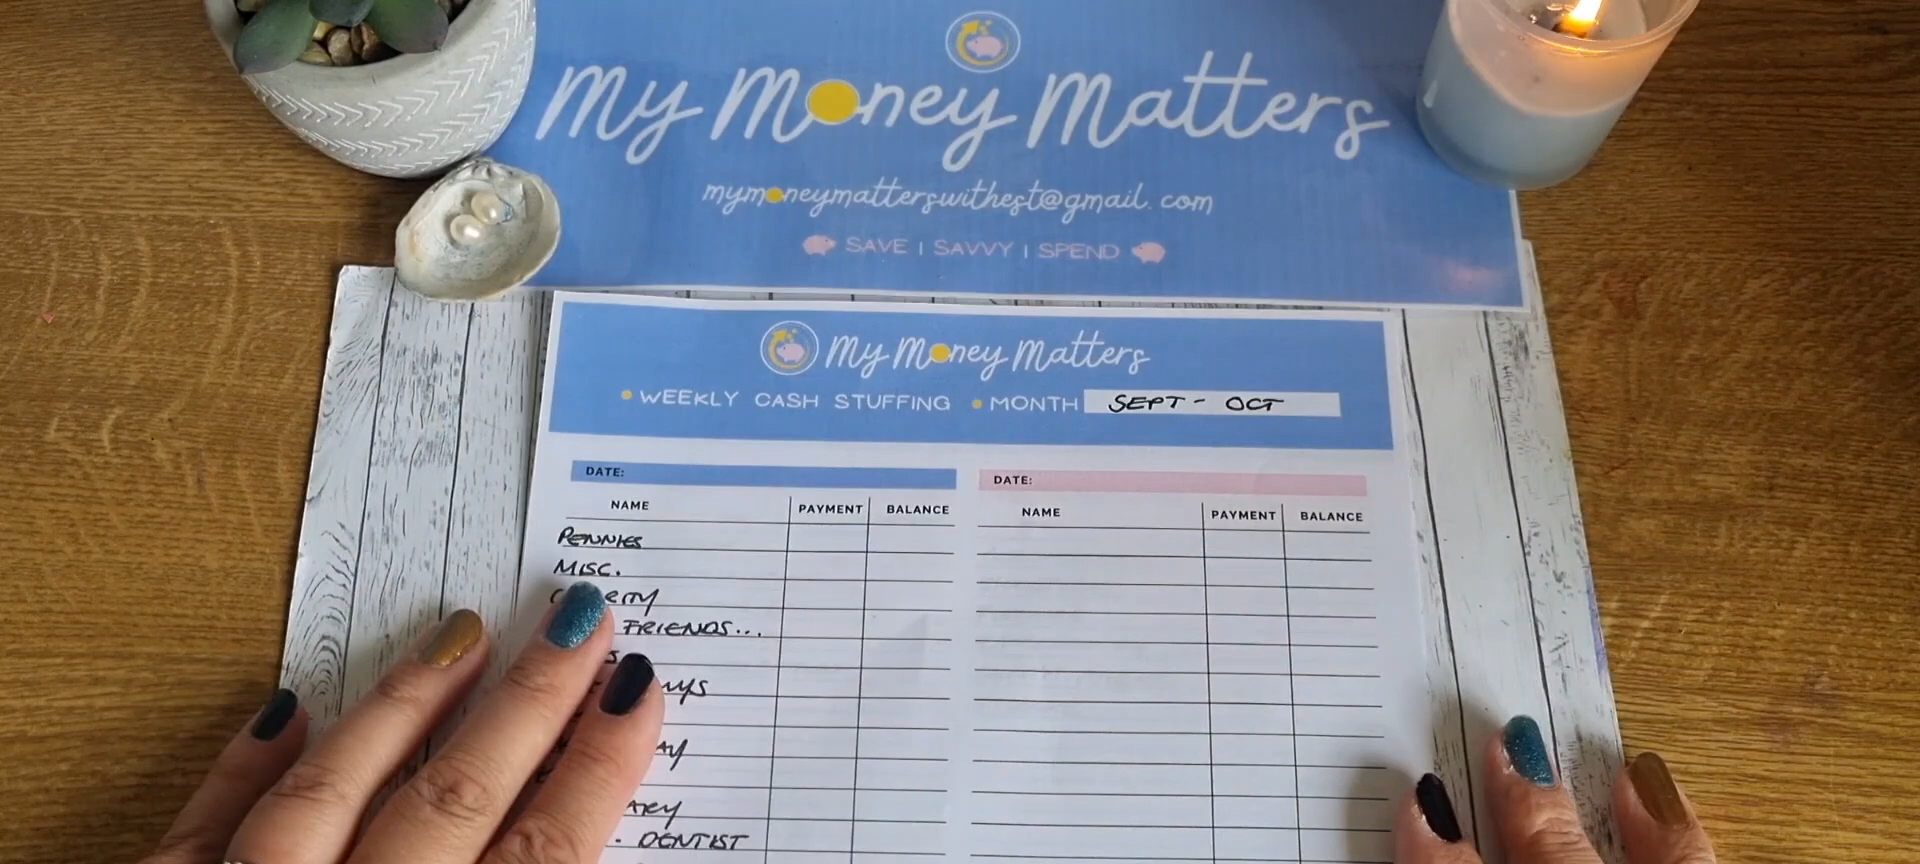 My Money Matters
mymoneymatterswithest@gmail.com
SAVE | SAVVY | SPEND
My Money Matters
• WEEKLY CASH STUFFING • MONTH SEPT - OCT
DATE: DATE:
NAME PAYMENT BALANCE NAME PAYMENT BALANCE
PENNIES
MISC.
FRIENDS...
DENTIST